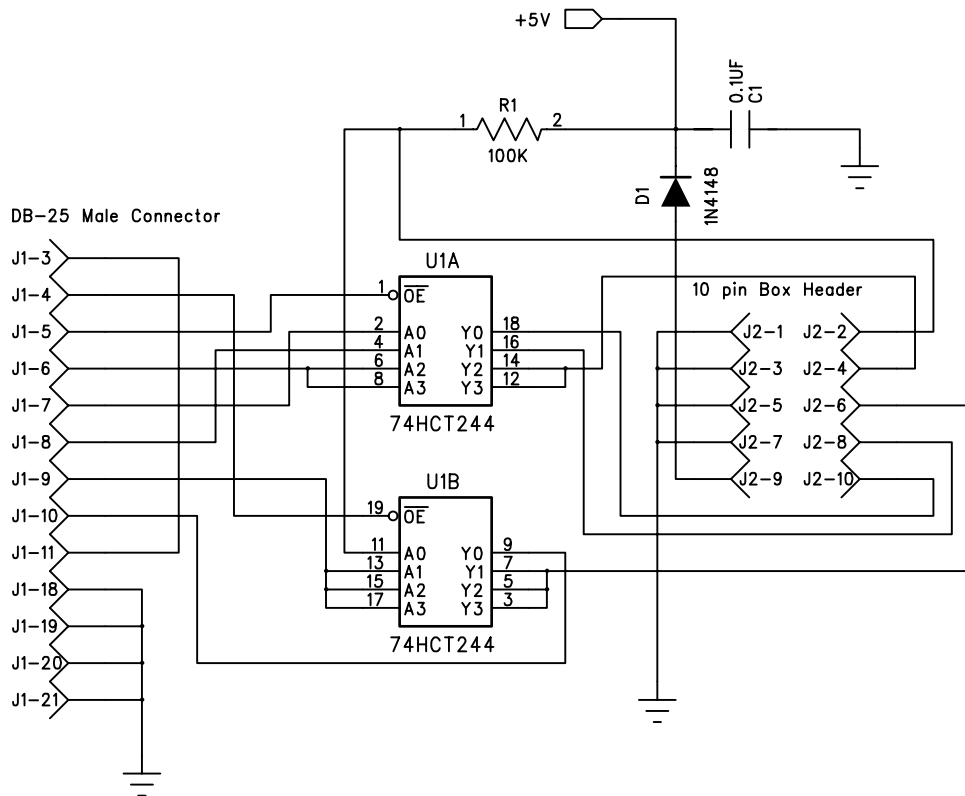 +5V
0.1UF
C1
R1
1 2
100K
D1
1N4148
DB-25 Male Connector
J1-3
J1-4
J1-5
J1-6
J1-7
J1-8
J1-9
J1-10
J1-11
J1-18
J1-19
J1-20
J1-21
U1A
1 OE
2 A0 Y0 18
4 A1 Y1 16
6 A2 Y2 14
8 A3 Y3 12
74HCT244
U1B
19 OE
11 A0 Y0 9
13 A1 Y1 7
15 A2 Y2 5
17 A3 Y3 3
74HCT244
10 pin Box Header
J2-1 J2-2
J2-3 J2-4
J2-5 J2-6
J2-7 J2-8
J2-9 J2-10